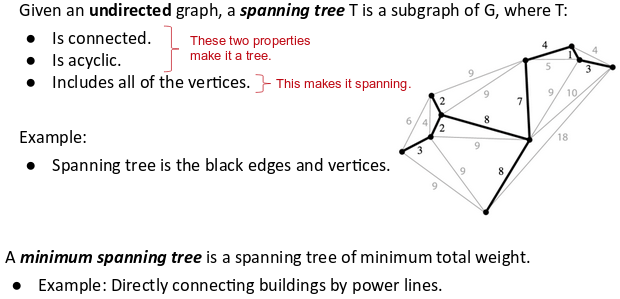 Given an undirected graph, a spanning tree T is a subgraph of G, where T:
● Is connected.
● Is acyclic.
These two properties
make it a tree.
● Includes all of the vertices.
This makes it spanning.
Example:
● Spanning tree is the black edges and vertices.
4
4
1
3
5
9
9
2
7
9
10
6
4
2
8
9
18
3
9
8
9
A minimum spanning tree is a spanning tree of minimum total weight.
● Example: Directly connecting buildings by power lines.